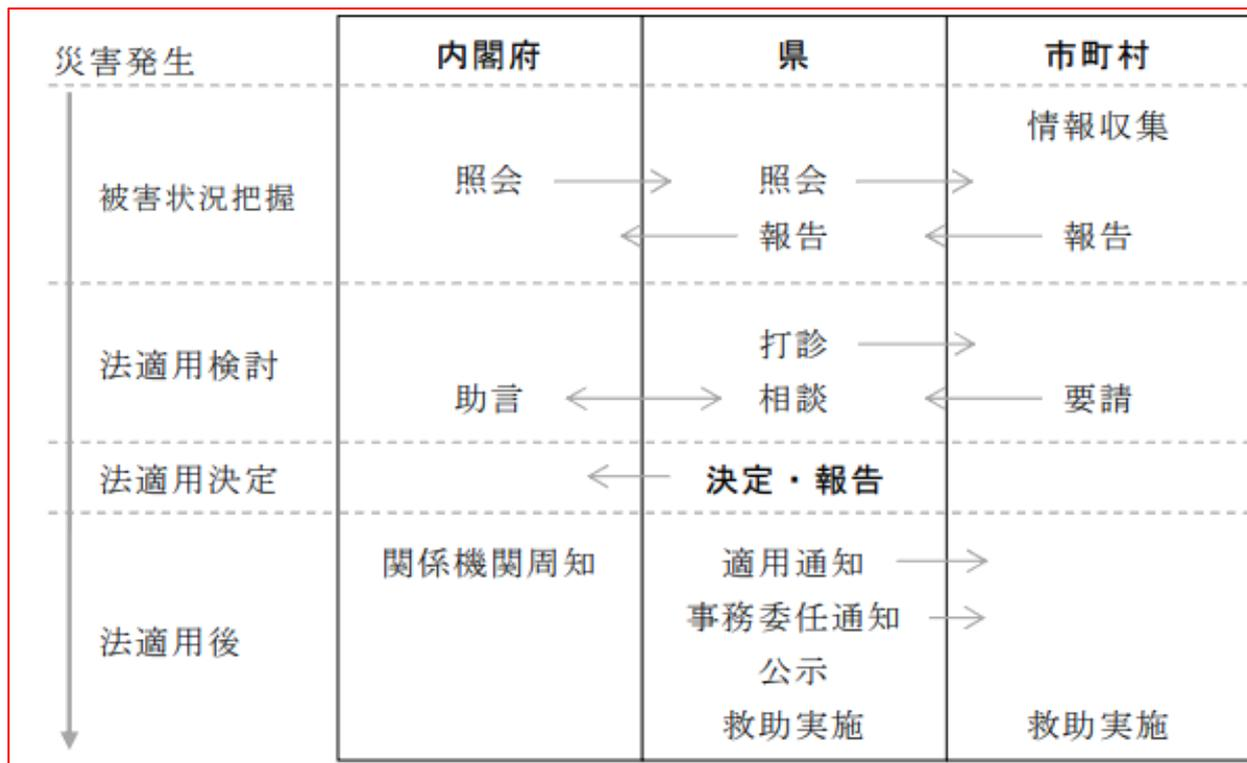 災害発生 内閣府 県 市町村
情報収集
被害状況把握 照会 照会
報告 報告
打診
法適用検討
助言 相談 要請
法適用決定 決定・報告
関係機関周知 適用通知
事務委任通知
法適用後
公示
救助実施 救助実施